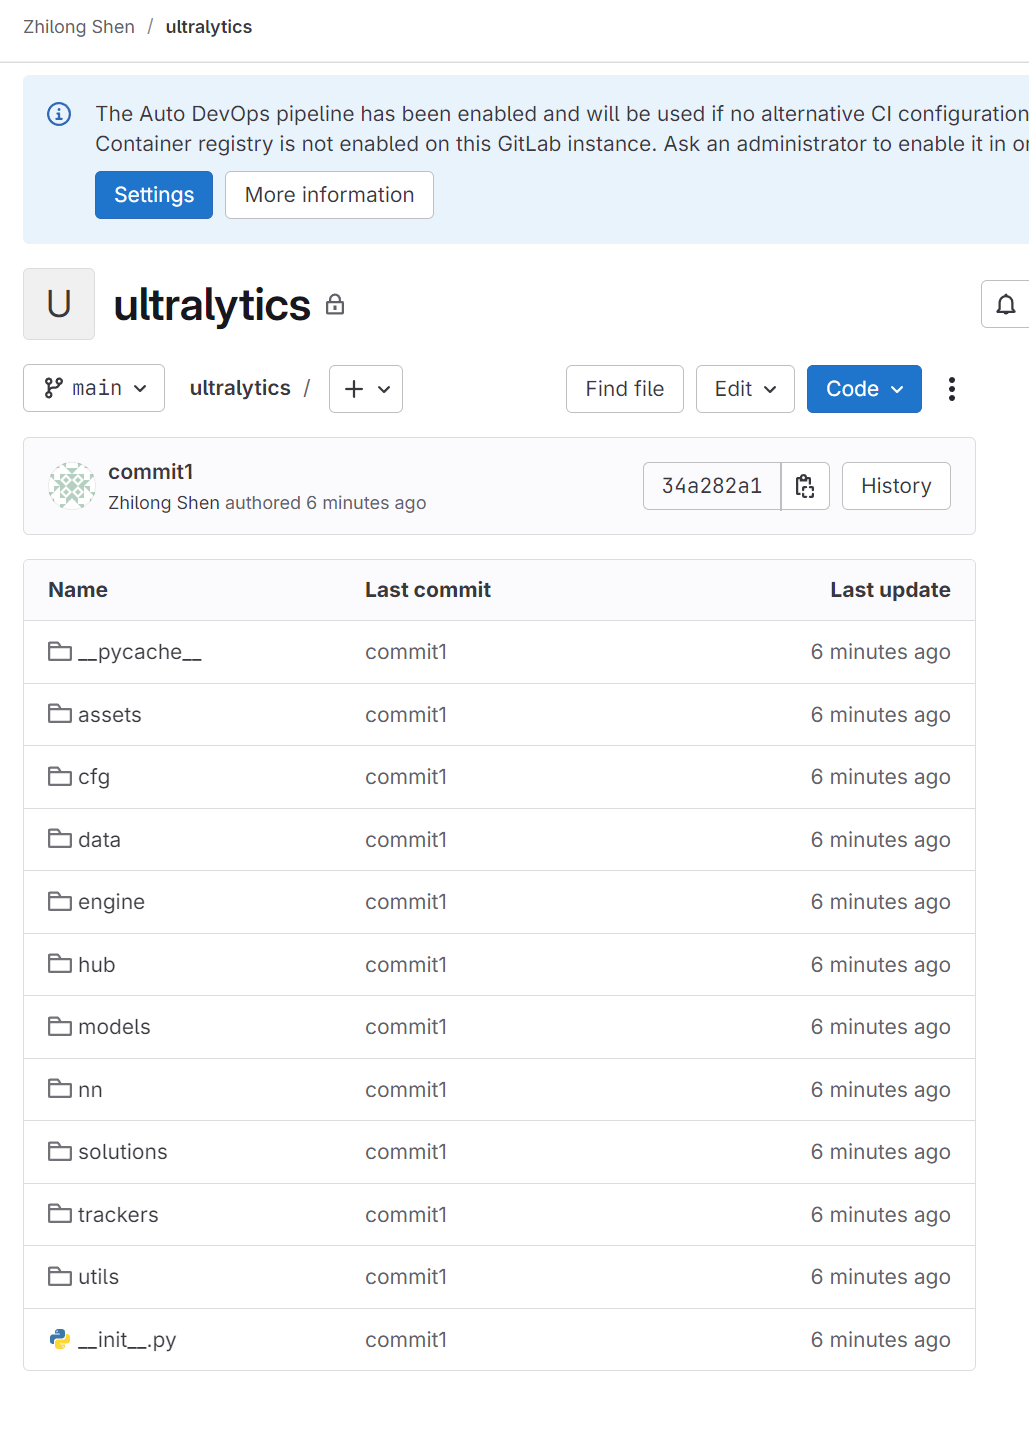 Zhilong Shen / ultralytics
The Auto DevOps pipeline has been enabled and will be used if no alternative CI configuration
Container registry is not enabled on this GitLab instance. Ask an administrator to enable it in
Settings More information
U ultralytics
main ultralytics / + Find file Edit Code
commit1
Zhilong Shen authored 6 minutes ago
34a282a1 History
Name Last commit Last update
__pycache__ commit1 6 minutes ago
assets commit1 6 minutes ago
cfg commit1 6 minutes ago
data commit1 6 minutes ago
engine commit1 6 minutes ago
hub commit1 6 minutes ago
models commit1 6 minutes ago
nn commit1 6 minutes ago
solutions commit1 6 minutes ago
trackers commit1 6 minutes ago
utils commit1 6 minutes ago
__init__.py commit1 6 minutes ago